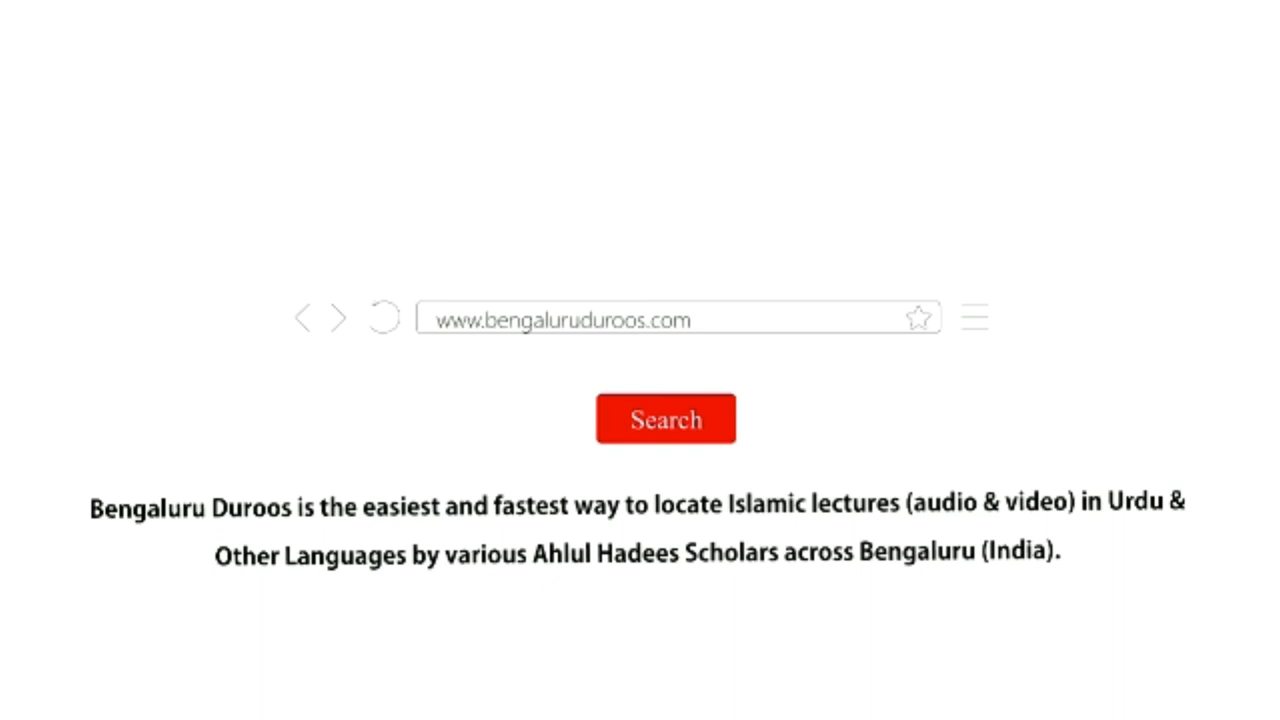 www.bengaluruduroos.com
Search
Bengaluru Duroos is the easiest and fastest way to locate Islamic lectures (audio & video) in Urdu &
Other Languages by various Ahlul Hadees Scholars across Bengaluru (India).